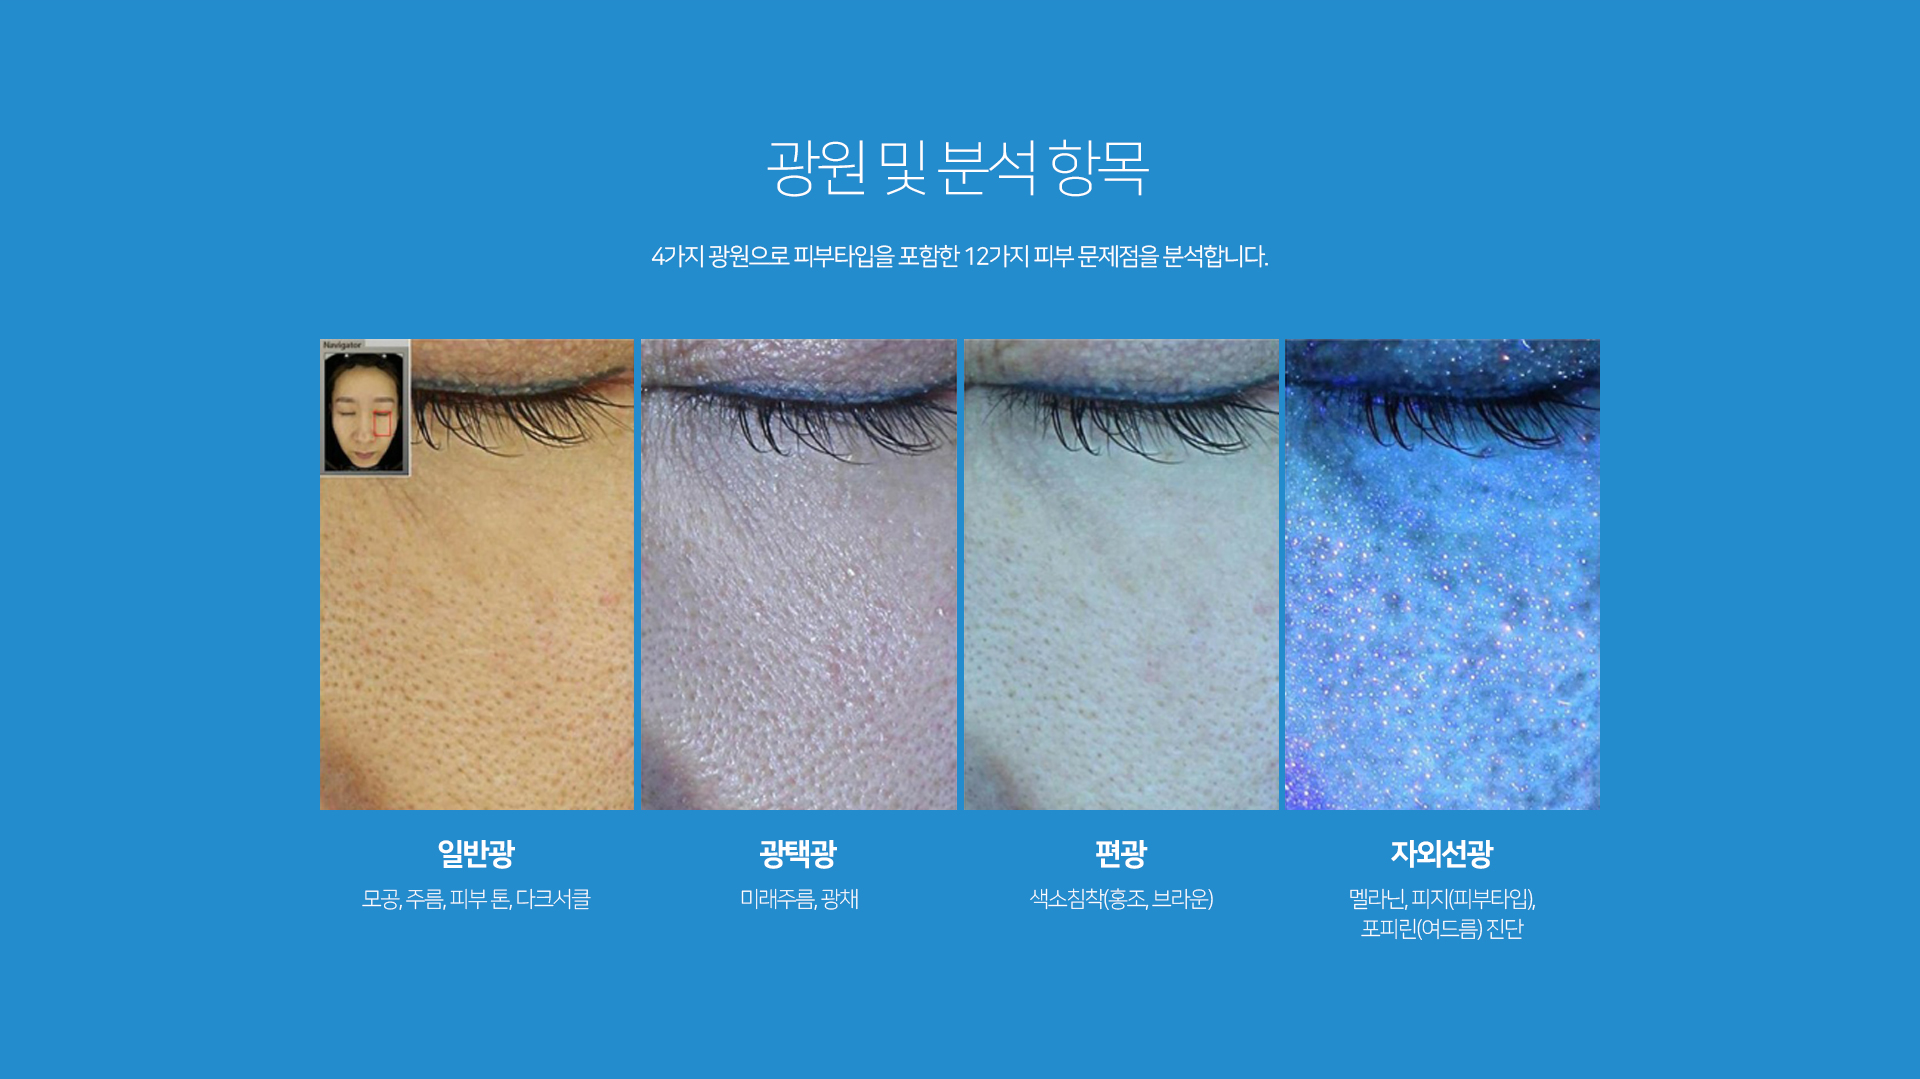 광원 및 분석 항목
4가지 광원으로 피부타입을 포함한 12가지 피부 문제점을 분석합니다.
Navigator
일반광
모공, 주름, 피부 톤, 다크서클
광택광
미래주름, 광채
편광
색소침착(홍조, 브라운)
자외선광
멜라닌, 피지(피부타입),
포피린(여드름) 진단